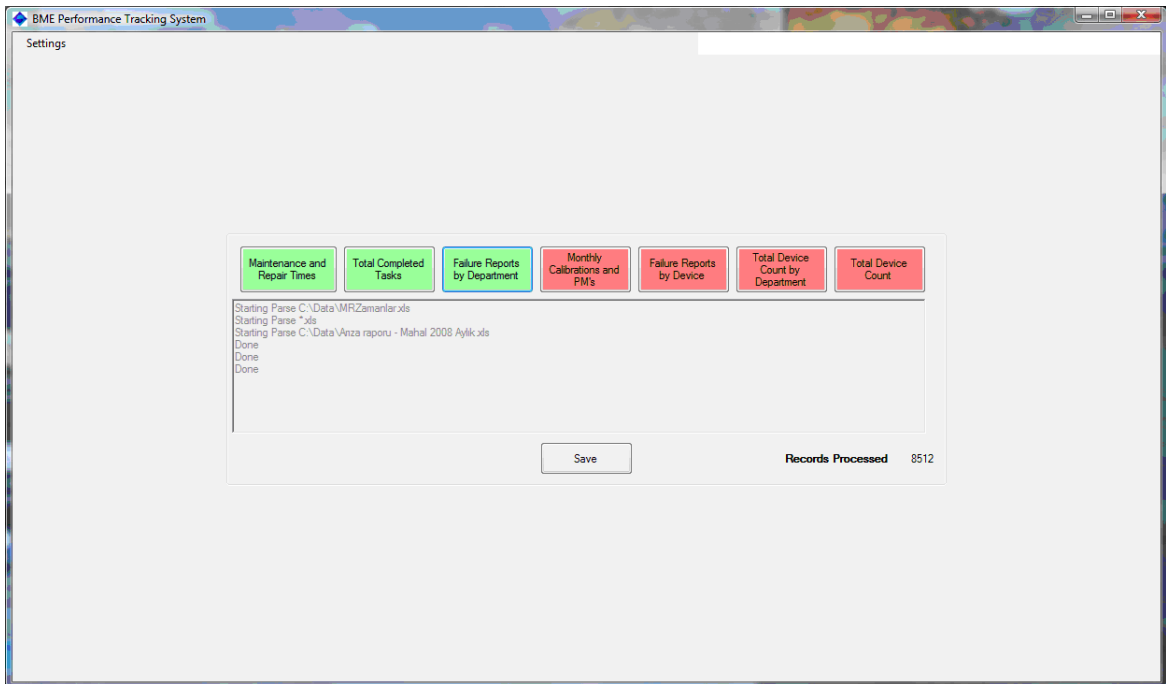 BME Performance Tracking System
Settings
Maintenance and
Repair Times
Total Completed
Tasks
Failure Reports
by Department
Monthly
Calibrations and
PM's
Failure Reports
by Device
Total Device
Count by
Department
Total Device
Count
Starting Parse C:\Data\MRZamanlar.xls
Starting Parse *.xls
Starting Parse C:\Data\Arıza raporu - Mahal 2008 Aylık.xls
Done
Done
Done
Save
Records Processed 8512